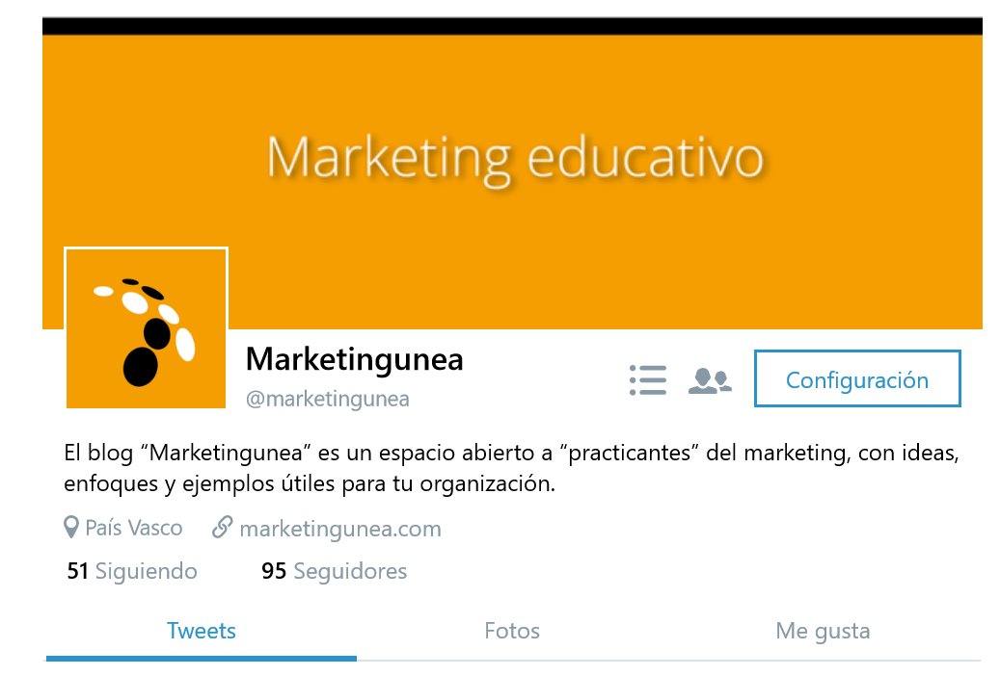 Marketing educativo
Marketingunea
@marketingunea
Configuración
El blog “Marketingunea” es un espacio abierto a “practicantes” del marketing, con ideas,
enfoques y ejemplos útiles para tu organización.
País Vasco marketingunea.com
51 Siguiendo 95 Seguidores
Tweets Fotos Me gusta